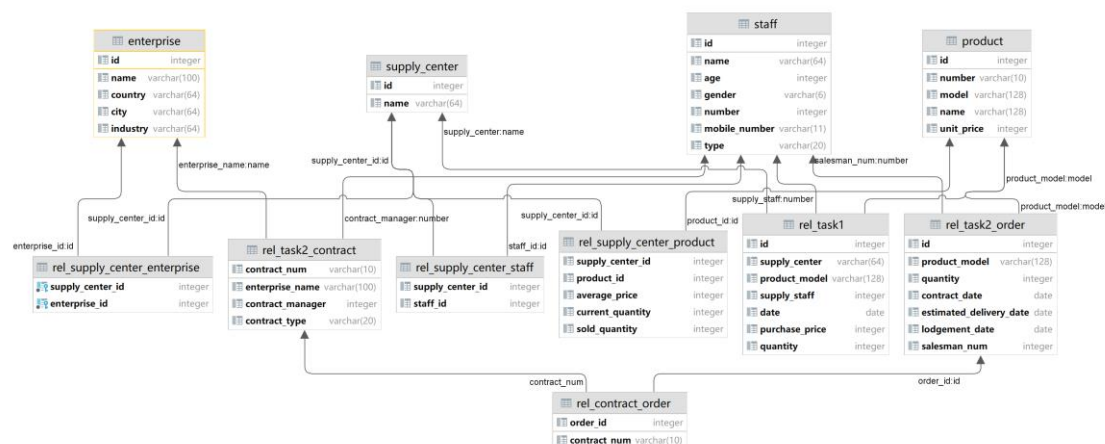 staff
id integer
name varchar(64)
age integer
gender varchar(6)
number integer
mobile_number varchar(11)
type varchar(20)
enterprise
id integer
name varchar(100)
country varchar(64)
city varchar(64)
industry varchar(64)
supply_center
id integer
name varchar(64)
product
id integer
number varchar(10)
model varchar(128)
name varchar(128)
unit_price integer
supply_center:name
enterprise_name:name
supply_center_id:id
salesman_num:number
product_model:model
supply_center_id:id
contract_manager:number
supply_center_id:id
supply_staff:number
product_model:model
enterprise_id:id
staff_id:id
product_id:id
rel_supply_center_enterprise
supply_center_id integer
enterprise_id integer
rel_task2_contract
contract_num varchar(10)
enterprise_name varchar(100)
contract_manager integer
contract_type varchar(20)
rel_supply_center_staff
supply_center_id integer
staff_id integer
rel_supply_center_product
supply_center_id integer
product_id integer
average_price integer
current_quantity integer
sold_quantity integer
rel_task1
id integer
supply_center varchar(64)
product_model varchar(128)
supply_staff integer
date date
purchase_price integer
quantity integer
rel_task2_order
id integer
product_model varchar(128)
quantity integer
contract_date date
estimated_delivery_date date
lodgement_date date
salesman_num integer
contract_num
order_id:id
rel_contract_order
order_id integer
contract_num varchar(10)